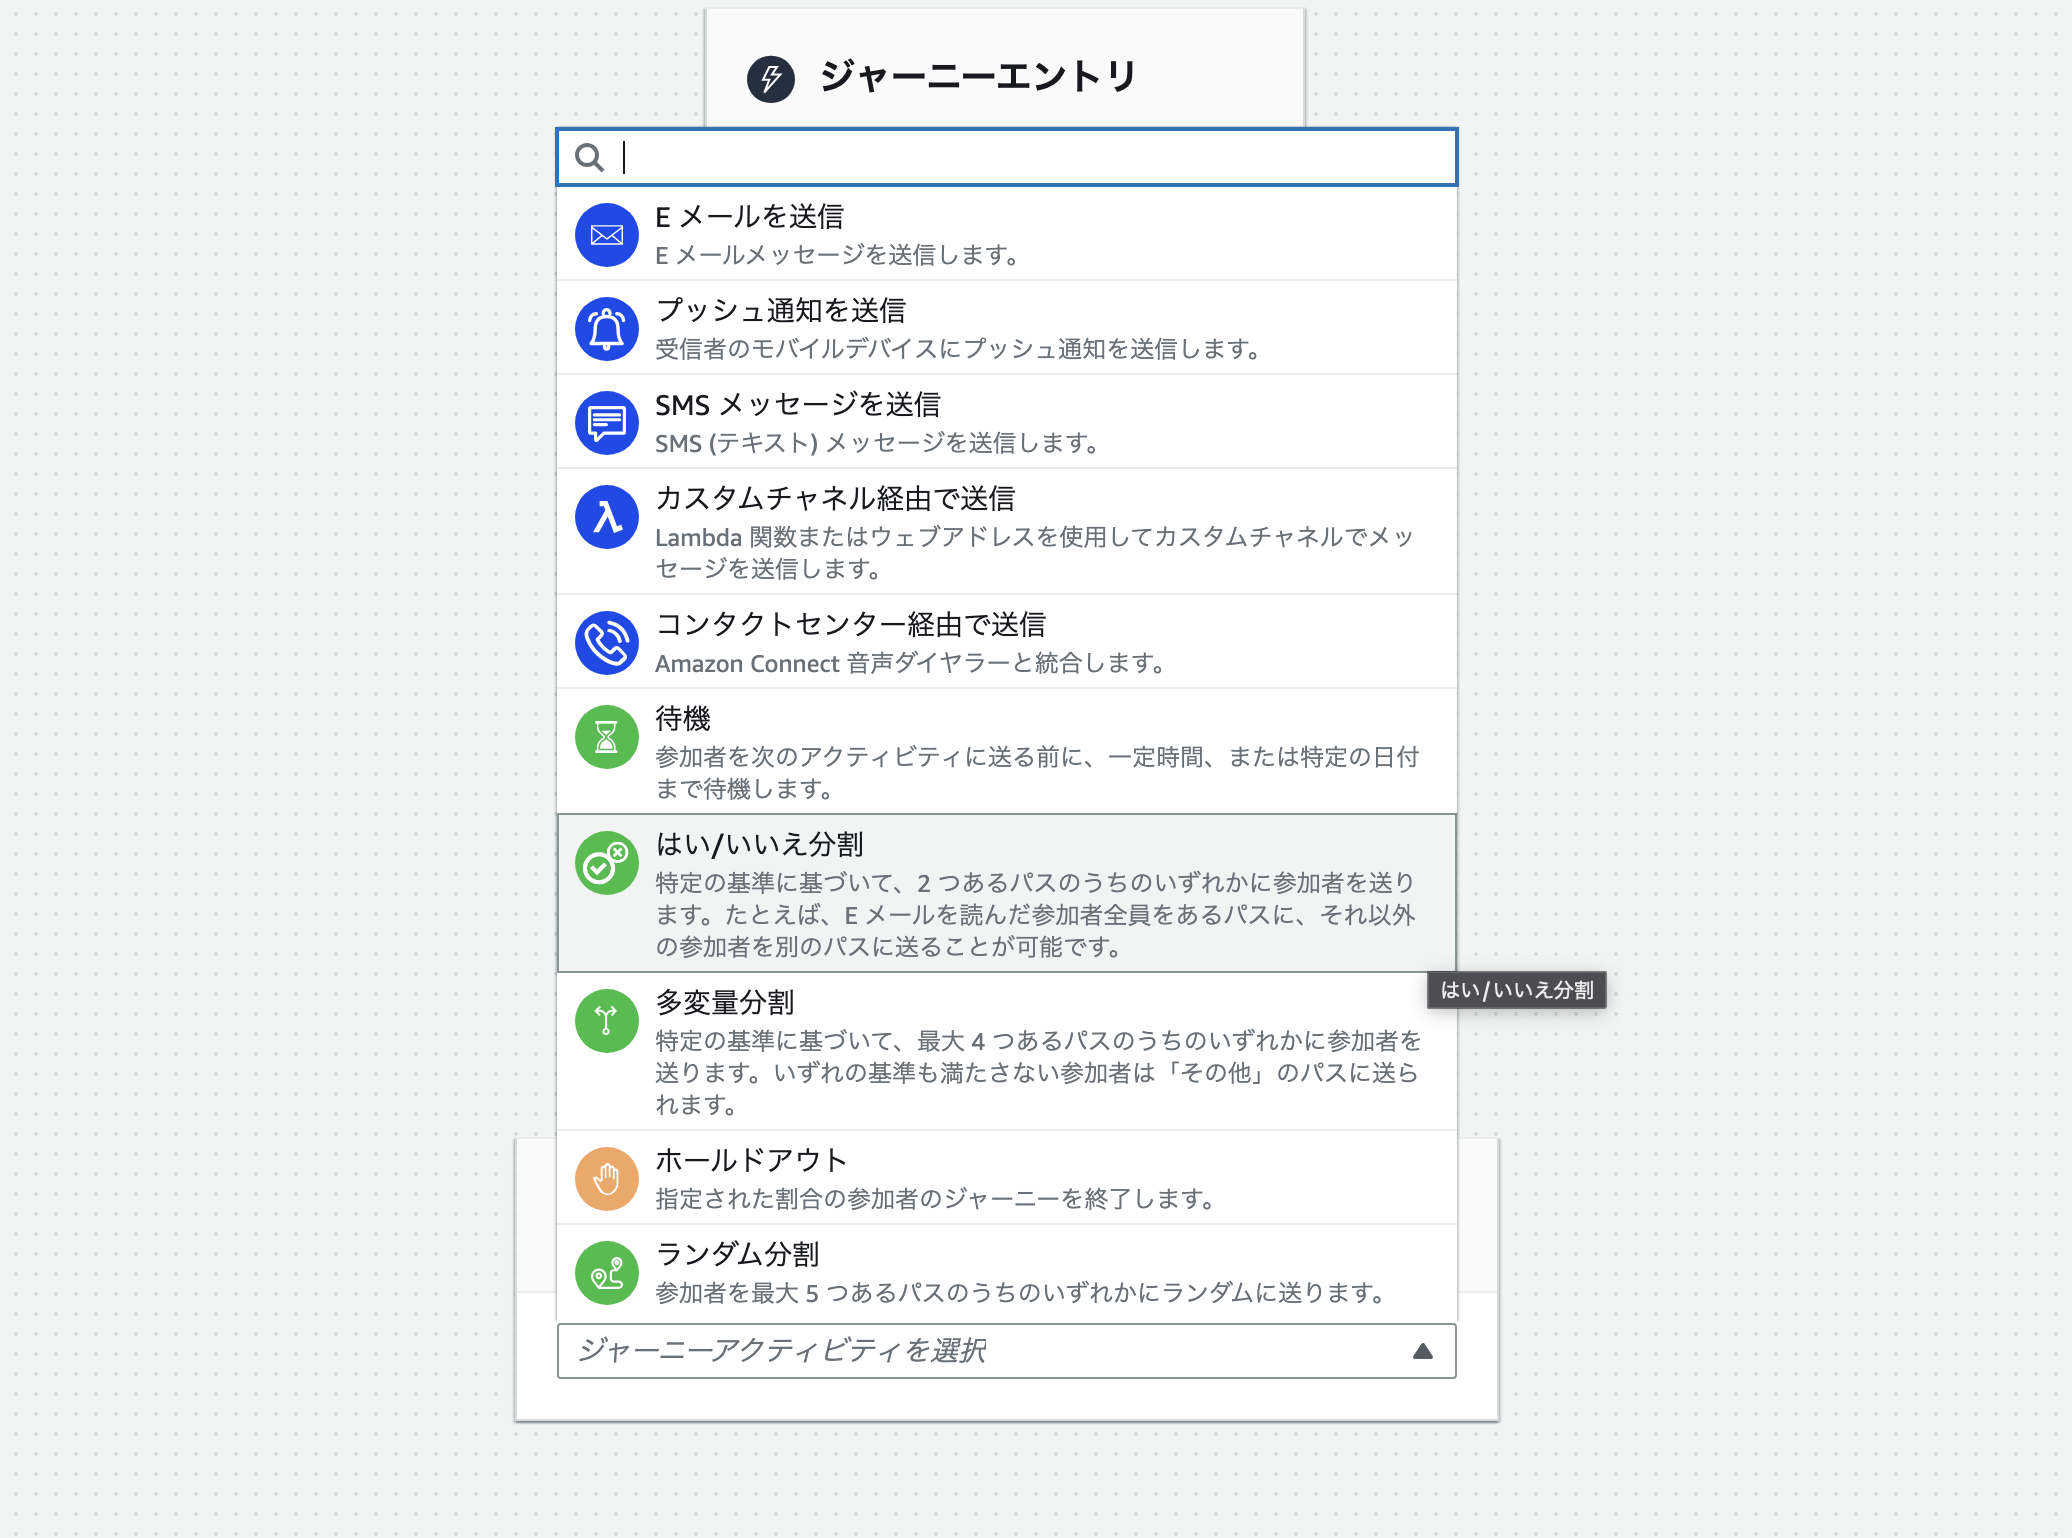 ジャーニーエントリ
E メールを送信
E メールメッセージを送信します。
プッシュ通知を送信
受信者のモバイルデバイスにプッシュ通知を送信します。
SMS メッセージを送信
SMS (テキスト) メッセージを送信します。
カスタムチャネル経由で送信
Lambda 関数またはウェブアドレスを使用してカスタムチャネルでメッ
セージを送信します。
コンタクトセンター経由で送信
Amazon Connect 音声ダイヤラーと統合します。
待機
参加者を次のアクティビティに送る前に、一定時間、または特定の日付
まで待機します。
はい/いいえ分割
特定の基準に基づいて、2 つあるパスのうちのいずれかに参加者を送り
ます。たとえば、E メールを読んだ参加者全員をあるパスに、それ以外
の参加者を別のパスに送ることが可能です。
はい/いいえ分割
多変量分割
特定の基準に基づいて、最大 4 つあるパスのうちのいずれかに参加者を
送ります。いずれの基準も満たさない参加者は「その他」のパスに送ら
れます。
ホールドアウト
指定された割合の参加者のジャーニーを終了します。
ランダム分割
参加者を最大 5 つあるパスのうちのいずれかにランダムに送ります。
ジャーニーアクティビティを選択